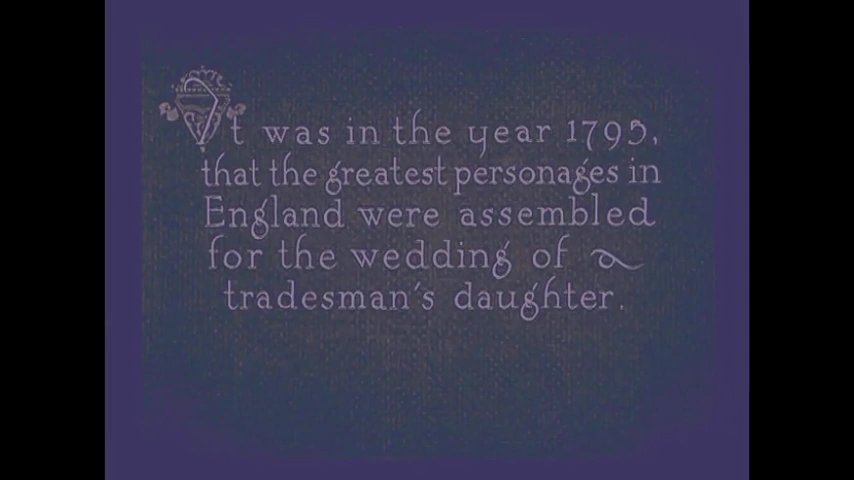 It was in the year 1795,
that the greatest personages in
England were assembled
for the wedding of a
tradesman's daughter.